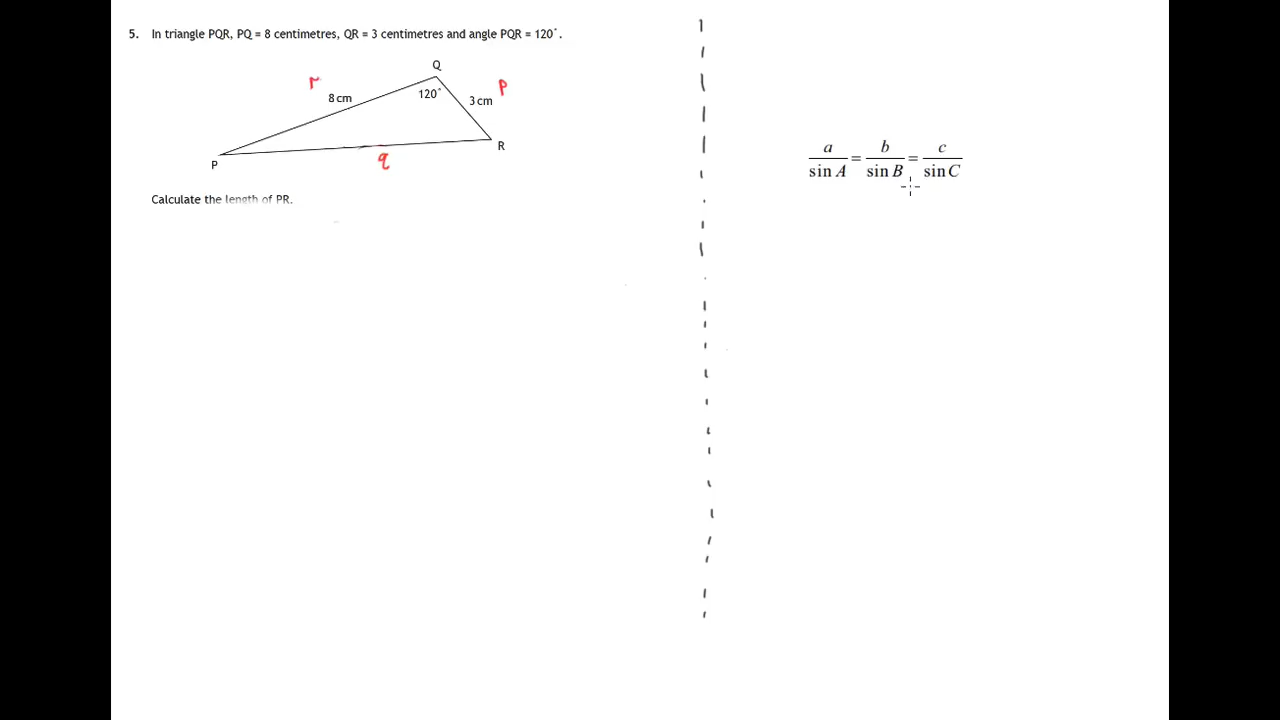 5. In triangle PQR, PQ = 8 centimetres, QR = 3 centimetres and angle PQR = 120°.
Q
r
p
8 cm
120°
3 cm
R
q
P
Calculate the length of PR.
a/sin A = b/sin B = c/sin C